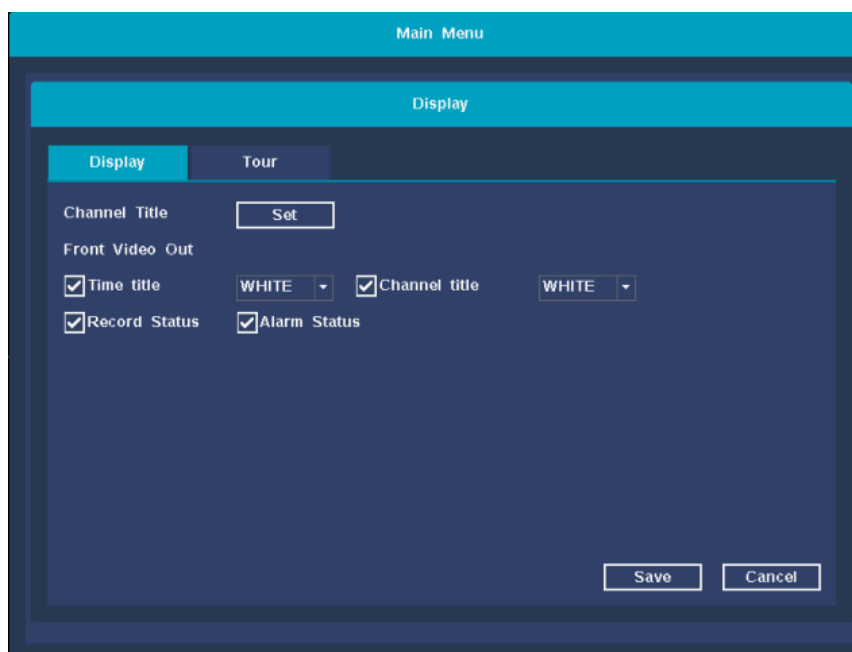 Main Menu
Display
Display Tour
Channel Title Set
Front Video Out
Time title WHITE Channel title WHITE
Record Status Alarm Status
Save Cancel